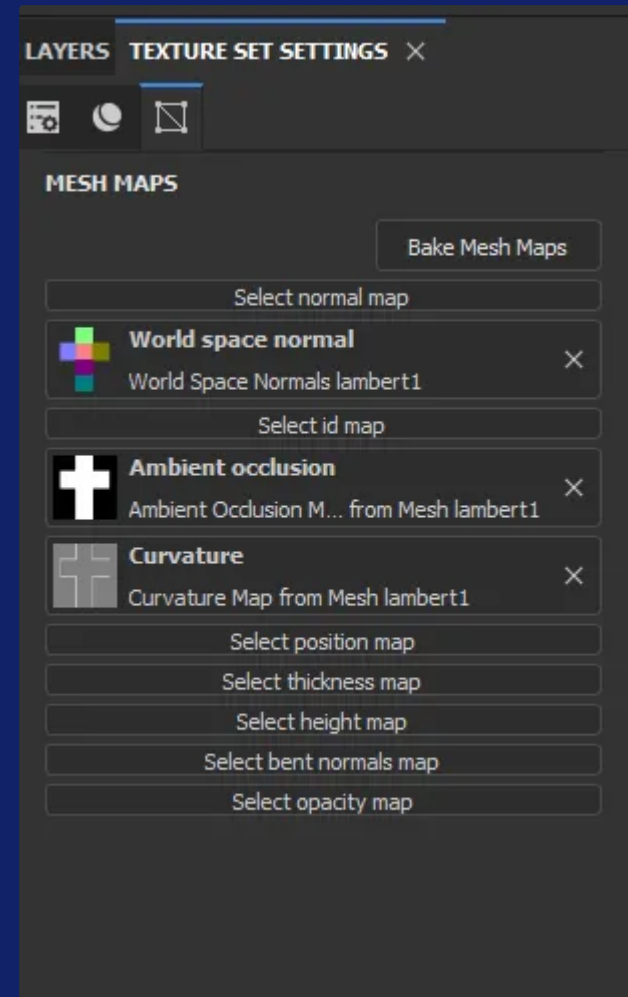 LAYERS TEXTURE SET SETTINGS
MESH MAPS
Bake Mesh Maps
Select normal map
World space normal
World Space Normals lambert1
Select id map
Ambient occlusion
Ambient Occlusion M... from Mesh lambert1
Curvature
Curvature Map from Mesh lambert1
Select position map
Select thickness map
Select height map
Select bent normals map
Select opacity map